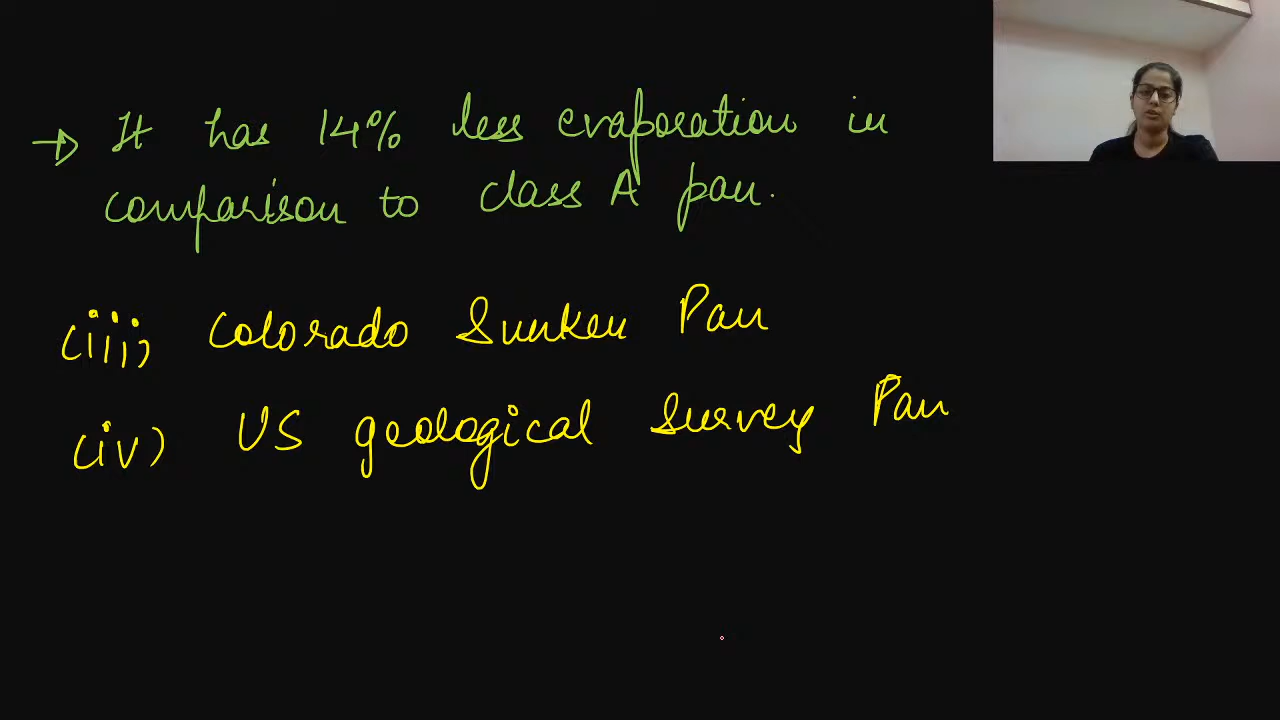 → It has 14% less evaporation in
comparison to class A pan.
(iii) Colorado Sunken Pan
(iv) US geological Survey Pan